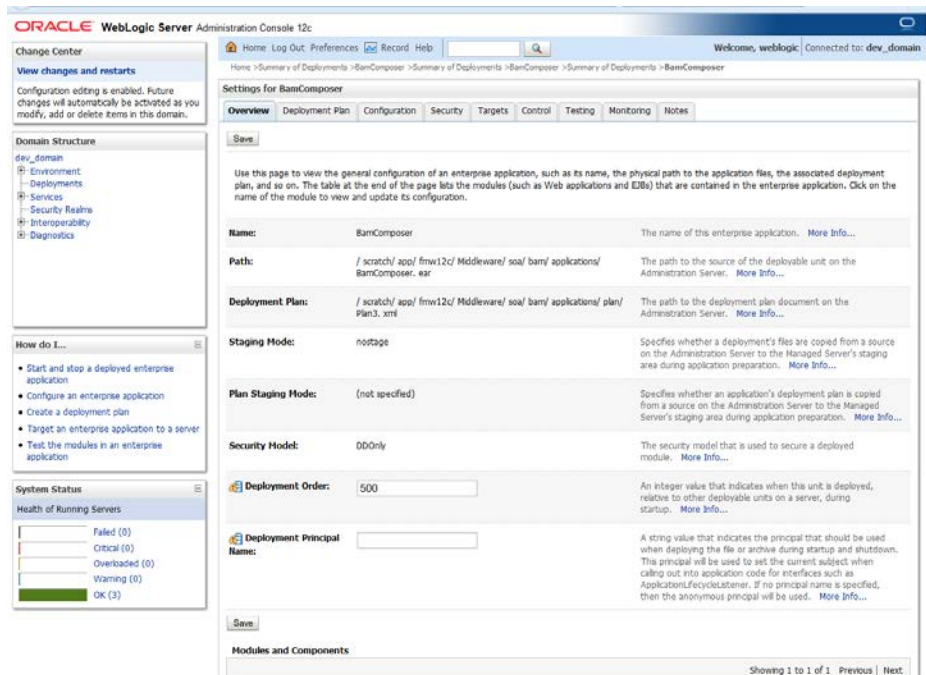 ORACLE WebLogic Server Administration Console 12c
Change Center
View changes and restarts
Configuration editing is enabled. Future
changes will automatically be activated as you
modify, add or delete items in this domain.
Domain Structure
dev_domain
Environment
Deployments
Services
Security Realms
Interoperability
Diagnostics
How do I...
Start and stop a deployed enterprise
application
Configure an enterprise application
Create a deployment plan
Target an enterprise application to a server
Test the modules in an enterprise
application
System Status
Health of Running Servers
Failed (0)
Critical (0)
Overloaded (0)
Warning (0)
OK (3)
Home Log Out Preferences Record Help
Welcome, weblogic Connected to: dev_domain
Home >Summary of Deployments >BamComposer >Summary of Deployments >BamComposer >Summary of Deployments >BamComposer
Settings for BamComposer
Overview Deployment Plan Configuration Security Targets Control Testing Monitoring Notes
Save
Use this page to view the general configuration of an enterprise application, such as its name, the physical path to the application files, the associated deployment
plan, and so on. The table at the end of the page lists the modules (such as Web applications and EJBs) that are contained in the enterprise application. Click on the
name of the module to view and update its configuration.
Name: BamComposer The name of this enterprise application. More Info...
Path: / scratch/ app/ fmw12c/ Middleware/ soa/ bam/ applications/
BamComposer. ear
The path to the source of the deployable unit on the
Administration Server. More Info...
Deployment Plan: / scratch/ app/ fmw12c/ Middleware/ soa/ bam/ applications/ plan/
Plan3. xml
The path to the deployment plan document on the
Administration Server. More Info...
Staging Mode: nostage
Specifies whether a deployment's files are copied from a source
on the Administration Server to the Managed Server's staging
area during application preparation. More Info...
Plan Staging Mode: (not specified)
Specifies whether an application's deployment plan is copied
from a source on the Administration Server to the Managed
Server's staging area during application preparation. More Info...
Security Model: DDOnly
The security model that is used to secure a deployed
module. More Info...
Deployment Order: 500
An integer value that indicates when this unit is deployed,
relative to other deployable units on a server, during
startup. More Info...
Deployment Principal
Name:
A string value that indicates the principal that should be used
when deploying the file or archive during startup and shutdown.
This principal will be used to set the current subject when
calling out into application code for interfaces such as
ApplicationLifecycleListener. If no principal name is specified,
then the anonymous principal will be used. More Info...
Save
Modules and Components
Showing 1 to 1 of 1 Previous | Next